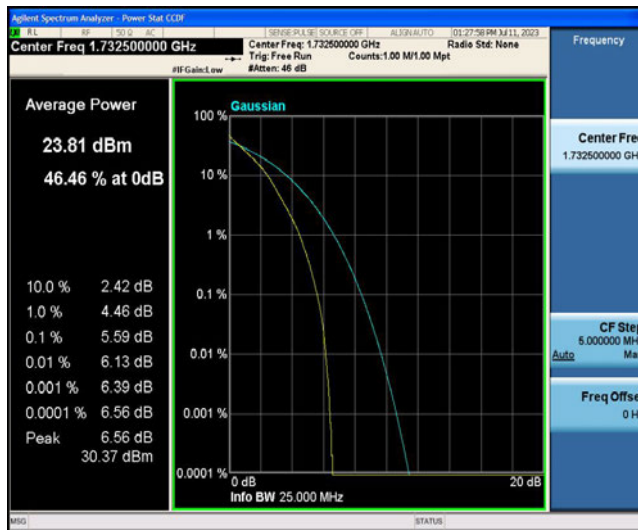 Agilent Spectrum Analyzer - Power Stat CCDF
RL RF 50 Ω AC SENSE:PULSE SOURCE OFF ALIGN AUTO 01:27:58 PM Jul 11, 2023
Center Freq 1.732500000 GHz
Center Freq: 1.732500000 GHz Radio Std: None
Trig: Free Run Counts:1.00 M/1.00 Mpt
#IFGain:Low #Atten: 46 dB
Frequency
Average Power
23.81 dBm
46.46 % at 0dB
10.0 % 2.42 dB
1.0 % 4.46 dB
0.1 % 5.59 dB
0.01 % 6.13 dB
0.001 % 6.39 dB
0.0001 % 6.56 dB
Peak 6.56 dB
30.37 dBm
Gaussian
100 %
10 %
1 %
0.1 %
0.01 %
0.001 %
0.0001 %
0 dB 20 dB
Info BW 25.000 MHz
Center Fre
1.732500000 GH
CF Ste
5.000000 MH
Auto Ma
Freq Offse
0 H
MSG STATUS